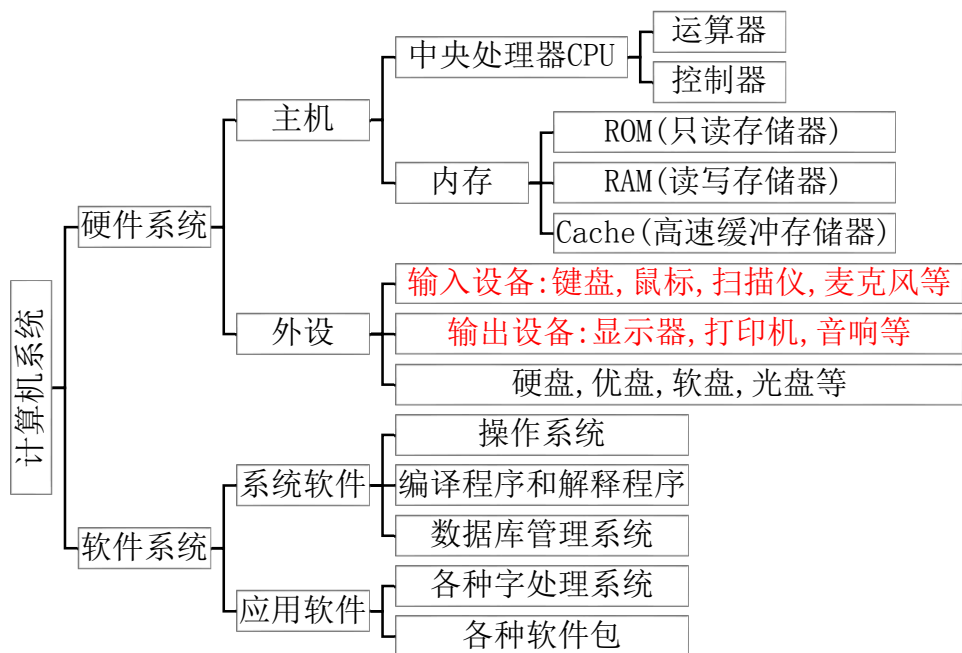 计算机系统
硬件系统
主机
中央处理器CPU
运算器
控制器
内存
ROM(只读存储器)
RAM(读写存储器)
Cache(高速缓冲存储器)
外设
输入设备:键盘,鼠标,扫描仪,麦克风等
输出设备:显示器,打印机,音响等
硬盘,优盘,软盘,光盘等
软件系统
系统软件
操作系统
编译程序和解释程序
数据库管理系统
应用软件
各种字处理系统
各种软件包